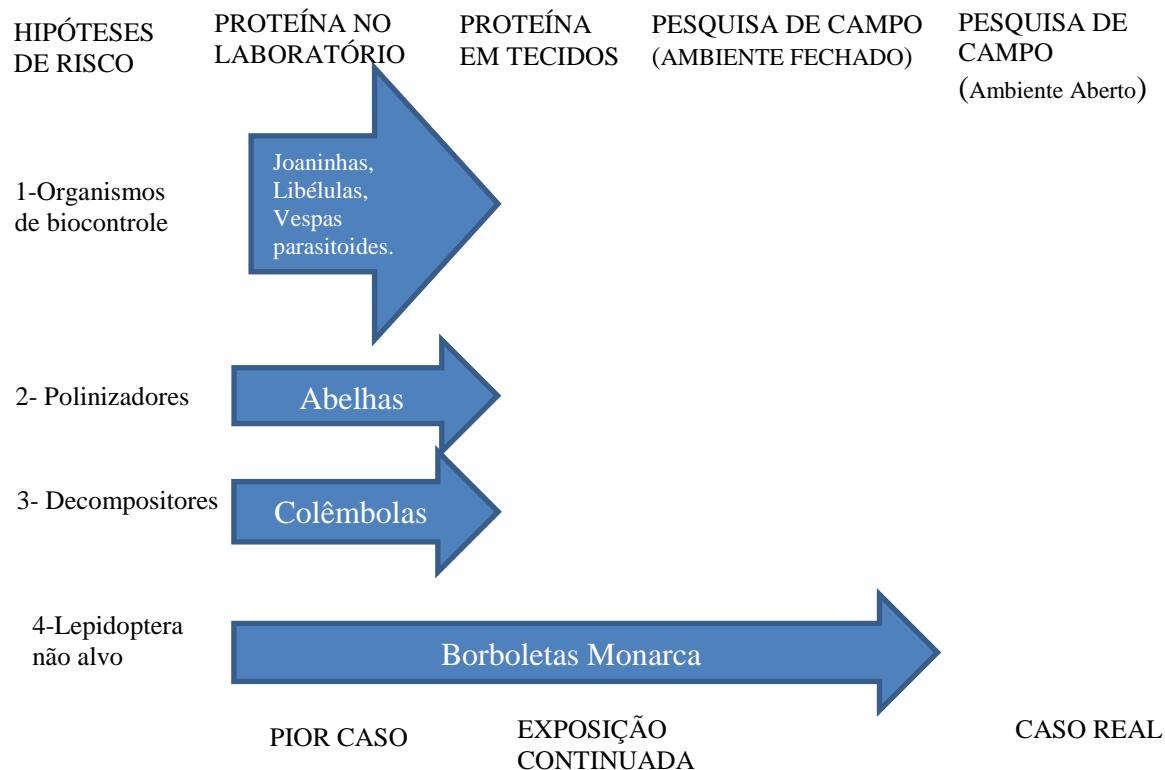 HIPÓTESES
DE RISCO
PROTEÍNA NO
LABORATÓRIO
PROTEÍNA
EM TECIDOS
PESQUISA DE CAMPO
(AMBIENTE FECHADO)
PESQUISA DE
CAMPO
(Ambiente Aberto)
1-Organismos
de biocontrole
Joaninhas,
Libélulas,
Vespas
parasitoides.
2- Polinizadores
Abelhas
3- Decompositores
Colêmbolas
4-Lepidoptera
não alvo
Borboletas Monarca
PIOR CASO
EXPOSIÇÃO
CONTINUADA
CASO REAL